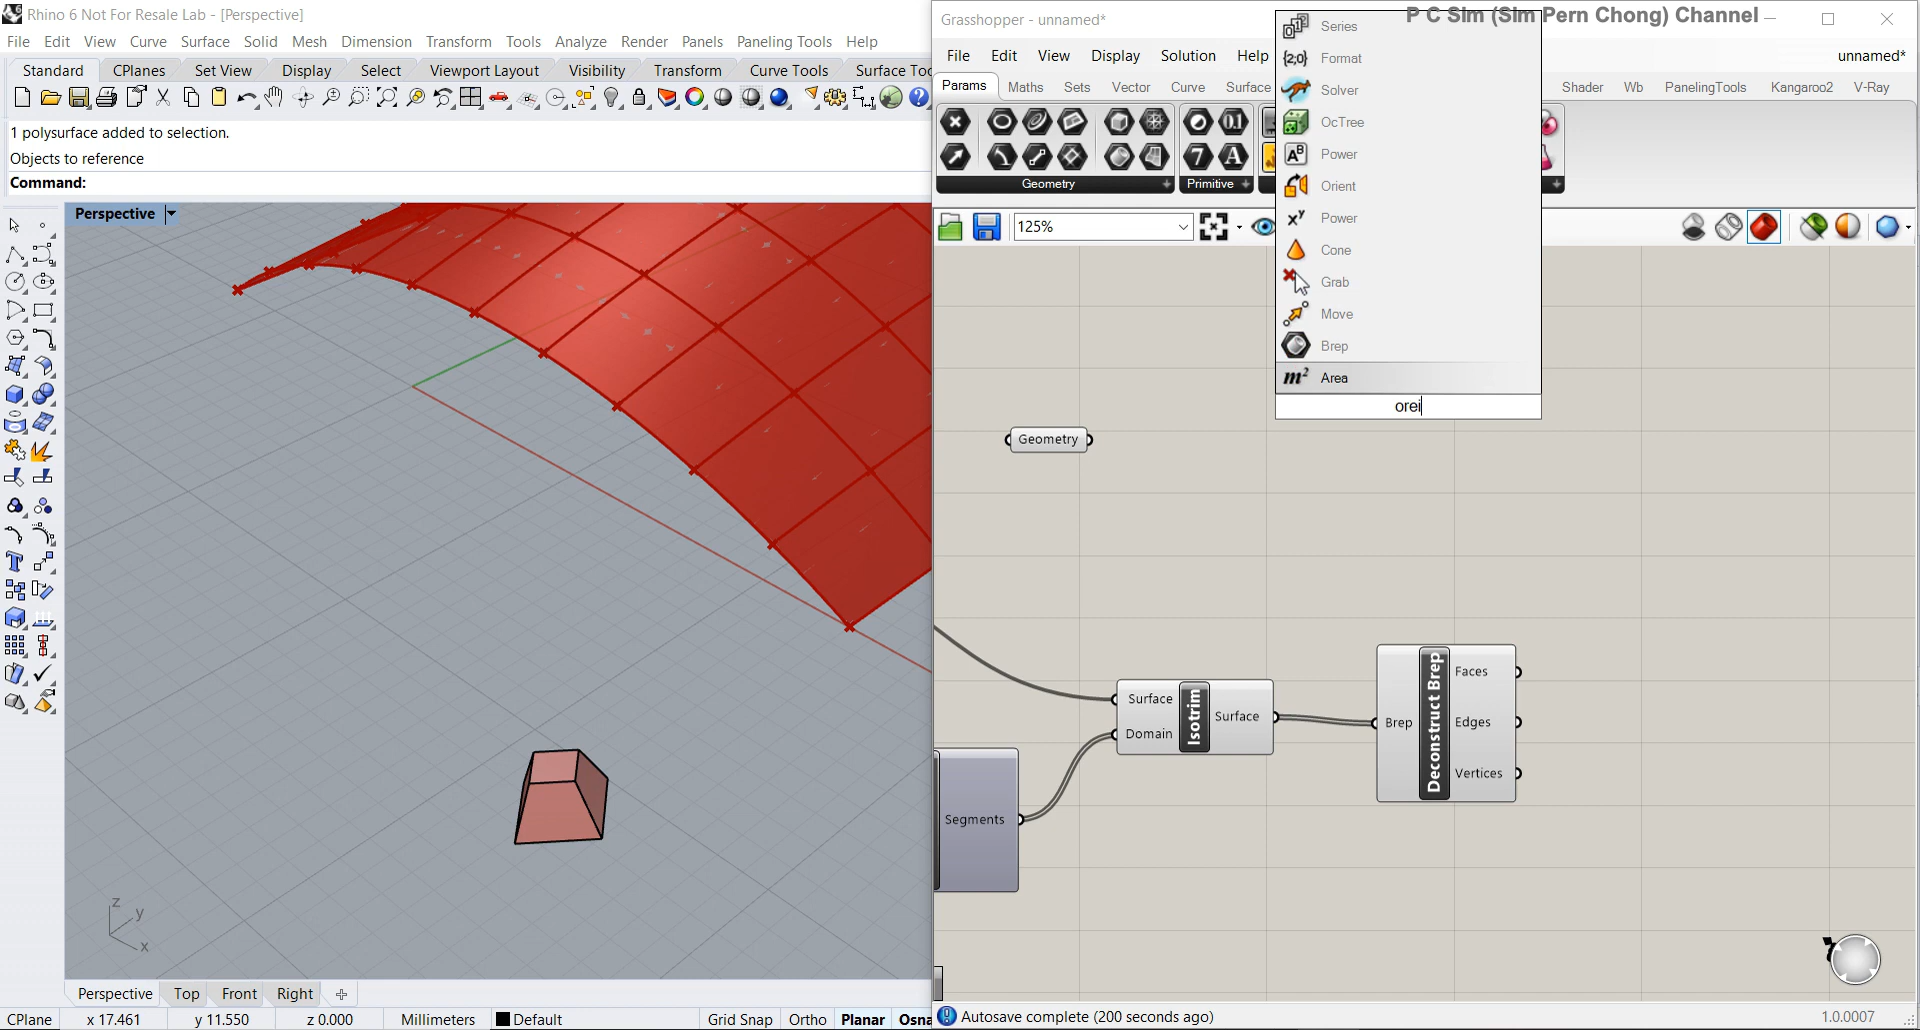 Rhino 6 Not For Resale Lab - [Perspective]
File Edit View Curve Surface Solid Mesh Dimension Transform Tools Analyze Render Panels Paneling Tools Help
Standard CPlanes Set View Display Select Viewport Layout Visibility Transform Curve Tools Surface Too
1 polysurface added to selection.
Objects to reference
Command:
Perspective
z
y
x
Perspective Top Front Right
CPlane x 17.461 y 11.550 z 0.000 Millimeters Default Grid Snap Ortho Planar Osna
Grasshopper - unnamed*
P C Sim (Sim Pern Chong) Channel
File Edit View Display Solution Help
unnamed*
Params Maths Sets Vector Curve Surface
Shader Wb PanelingTools Kangaroo2 V-Ray
Geometry Primitive
125%
Series
{2;0} Format
Solver
OcTree
Power
Orient
Power
Cone
Grab
Move
Brep
m² Area
orei
Geometry
Surface
Domain
Isotrim
Surface
Brep
Deconstruct Brep
Faces
Edges
Vertices
Segments
Autosave complete (200 seconds ago)
1.0.0007